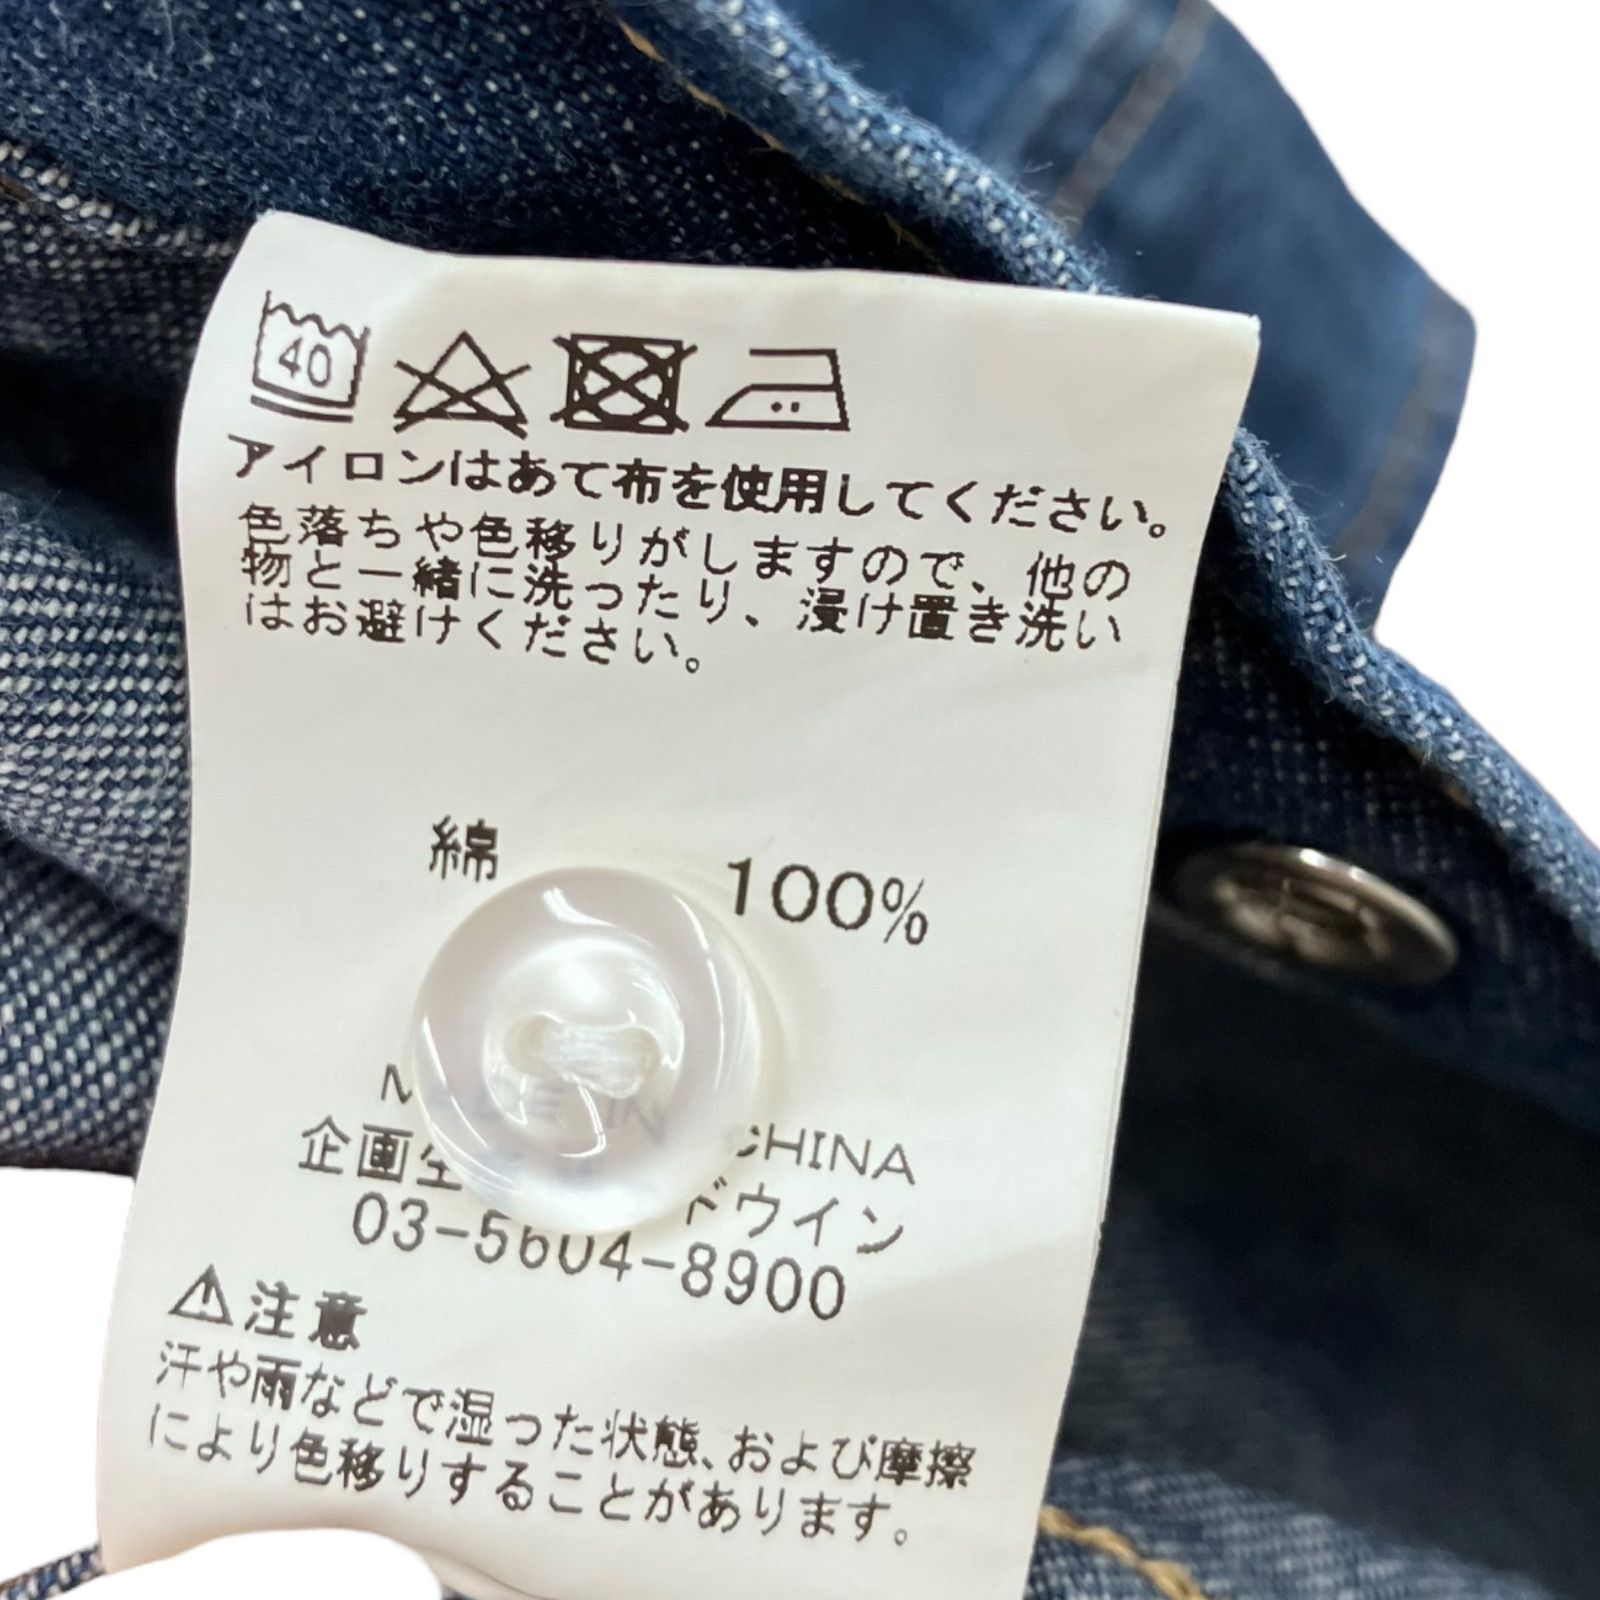 40
アイロンはあて布を使用してください。
色落ちや色移りがしますので、他の
物と一緒に洗ったり、浸け置き洗い
はお避けください。
綿 100%
MADE IN CHINA
企画 ドウイン
03-5604-8900
注意
汗や雨などで湿った状態、および摩擦
により色移りすることがあります。